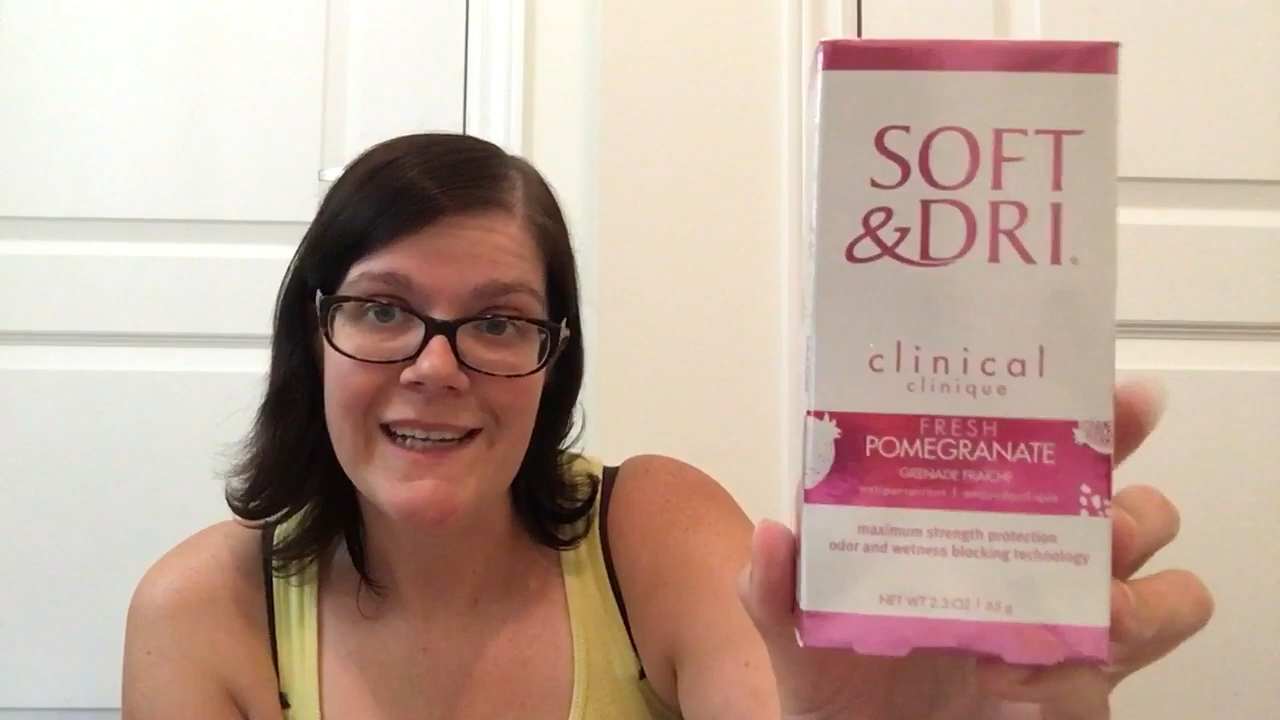 SOFT
&DRI®
clinical
clinique
FRESH
POMEGRANATE
GRENADE FRAÎCHE
antiperspirant |
maximum strength protection
odor and wetness blocking technology
NET WT 2.3 OZ | 65 g